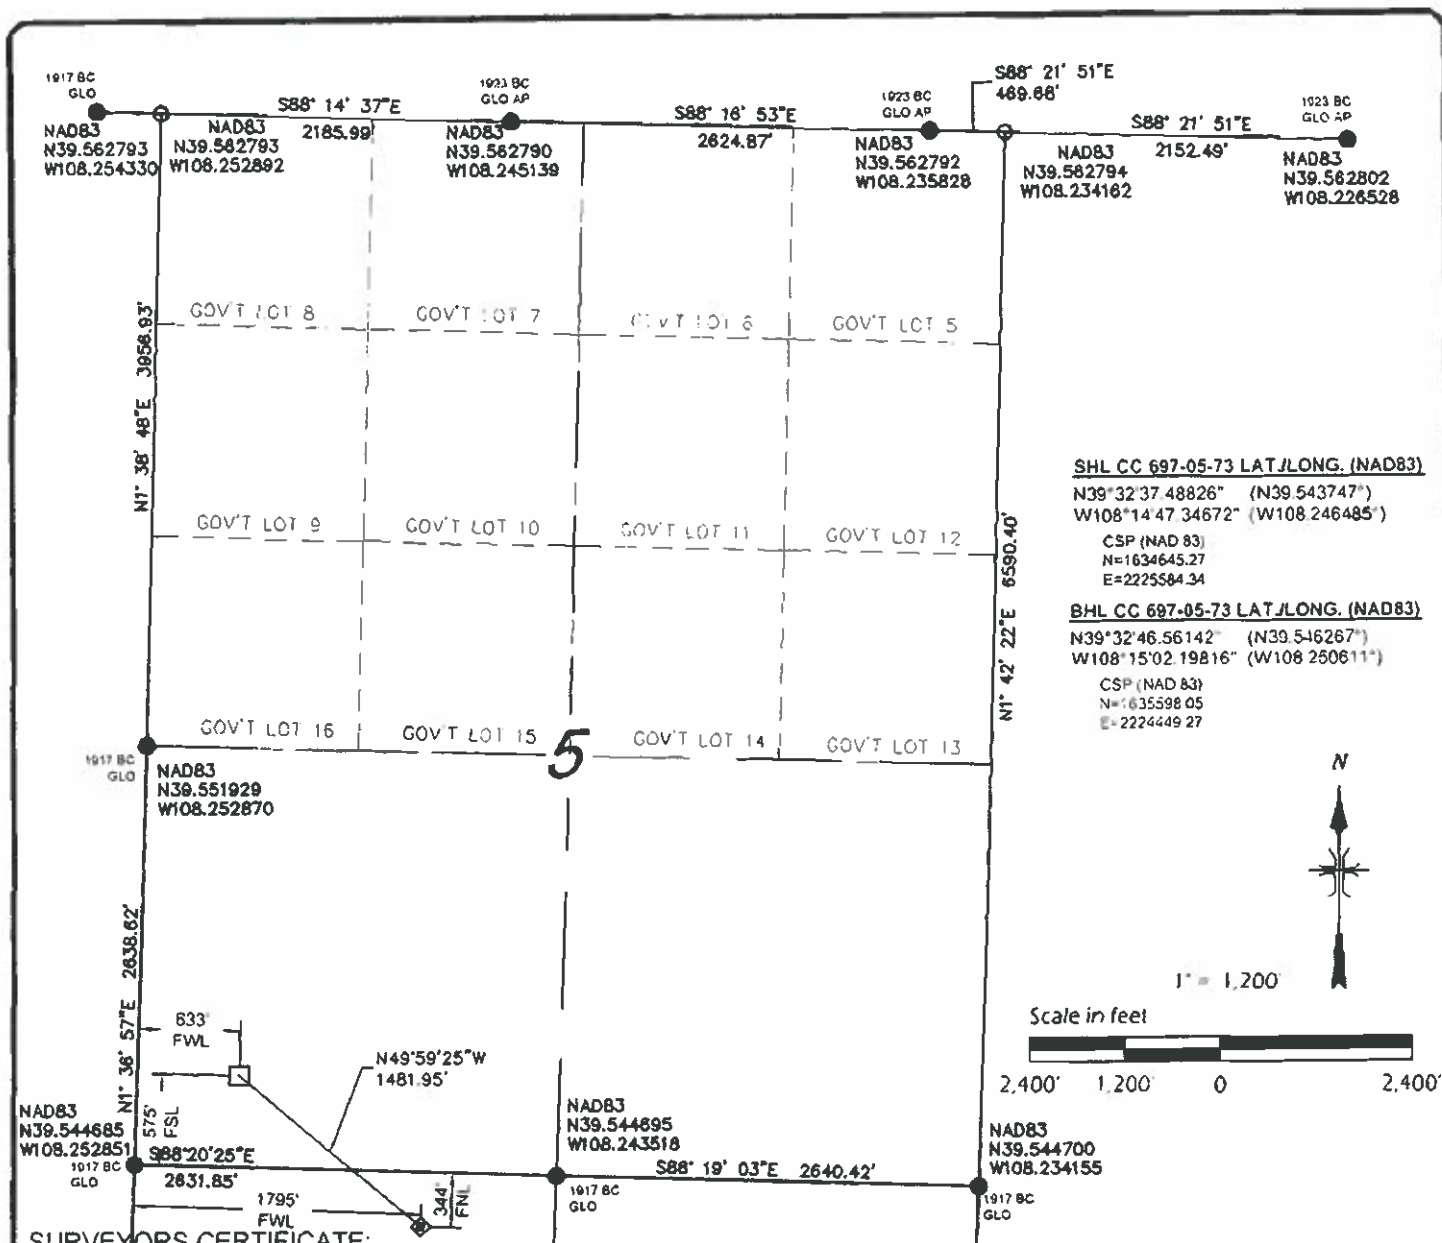 1917 BC
GLO
NAD83
N39.562793
W108.254330
NAD83
N39.562793
W108.252892
S88° 14' 37"E
2185.99'
1923 BC
GLO AP
NAD83
N39.562790
W108.245139
S88° 16' 53"E
2624.87'
1923 BC
GLO AP
NAD83
N39.562792
W108.235828
S88° 21' 51"E
469.66'
NAD83
N39.562794
W108.234162
S88° 21' 51"E
2152.49'
1923 BC
GLO AP
NAD83
N39.562802
W108.226528
GOV'T LOT 8
GOV'T LOT 7
GOV'T LOT 6
GOV'T LOT 5
N1° 38' 48"E 3956.93'
GOV'T LOT 9
GOV'T LOT 10
GOV'T LOT 11
GOV'T LOT 12
N1° 42' 22"E 6590.40'
SHL CC 697-05-73 LAT./LONG. (NAD83)
N39°32'37.48826" (N39.543747°)
W108°14'47.34672" (W108.246485°)
CSP (NAD 83)
N=1634645.27
E=2225584.34
BHL CC 697-05-73 LAT./LONG. (NAD83)
N39°32'46.56142" (N39.546267°)
W108°15'02.19816" (W108.250611°)
CSP (NAD 83)
N=1635598.05
E=2224449.27
GOV'T LOT 16
GOV'T LOT 15
GOV'T LOT 14
GOV'T LOT 13
5
1917 BC
GLO
NAD83
N39.551929
W108.252870
N
1" = 1,200'
Scale in feet
2,400' 1,200' 0 2,400'
N1° 36' 57"E 2638.62'
633'
FWL
N49°59'25"W
1481.95'
575'
FSL
NAD83
N39.544685
W108.252851
1917 BC
GLO
S88°20'25"E
2631.85'
NAD83
N39.544695
W108.243518
1917 BC
GLO
S88° 19' 03"E 2640.42'
NAD83
N39.544700
W108.234155
1917 BC
GLO
1795'
FWL
344'
FNL
SURVEYORS CERTIFICATE: